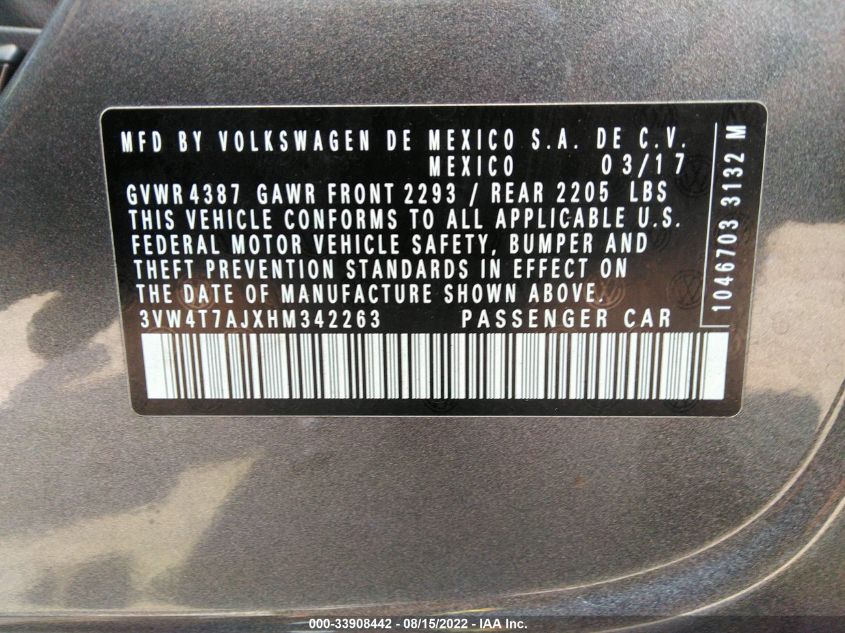 MFD BY VOLKSWAGEN DE MEXICO S.A. DE C.V.
MEXICO 03/17
GVWR 4387 GAWR FRONT 2293 / REAR 2205 LBS
THIS VEHICLE CONFORMS TO ALL APPLICABLE U.S.
FEDERAL MOTOR VEHICLE SAFETY, BUMPER AND
THEFT PREVENTION STANDARDS IN EFFECT ON
THE DATE OF MANUFACTURE SHOWN ABOVE.
3VW4T7AJXHM342263 PASSENGER CAR
1046703 3132 M
000-33908442 - 08/15/2022 - IAA Inc.